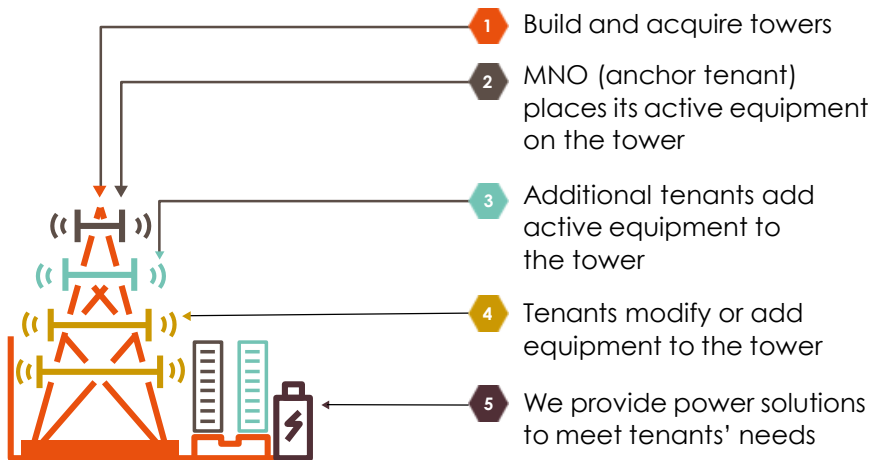 1 Build and acquire towers
2 MNO (anchor tenant)
places its active equipment
on the tower
3 Additional tenants add
active equipment to
the tower
4 Tenants modify or add
equipment to the tower
5 We provide power solutions
to meet tenants’ needs